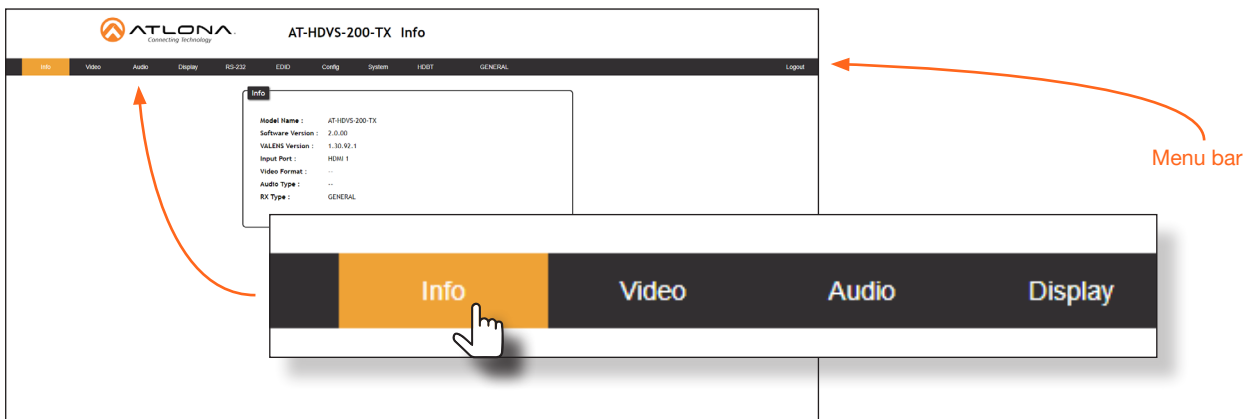 ATLONA.
Connecting Technology
AT-HDVS-200-TX Info
Info Video Audio Display RS-232 EDID Config System HDBT GENERAL Logout
Info
Model Name : AT-HDVS-200-TX
Software Version : 2.0.00
VALENS Version : 1.30.92.1
Input Port : HDMI 1
Video Format : --
Audio Type : --
RX Type : GENERAL
Menu bar
Info Video Audio Display